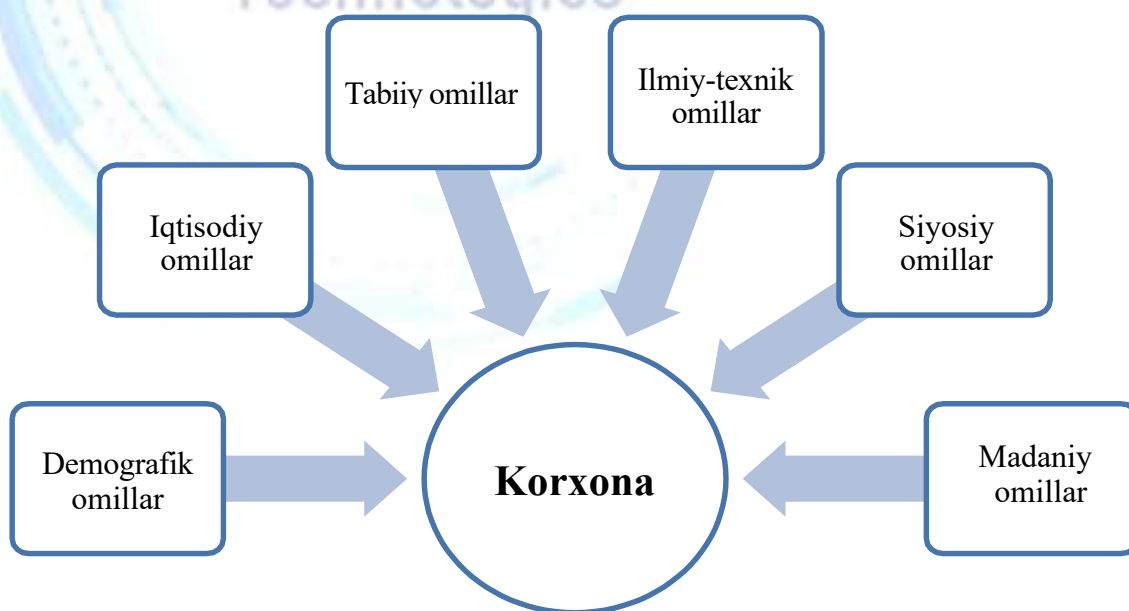 Tabiiy omillar
Ilmiy-texnik
omillar
Iqtisodiy
omillar
Siyosiy
omillar
Demografik
omillar
Korxona
Madaniy
omillar